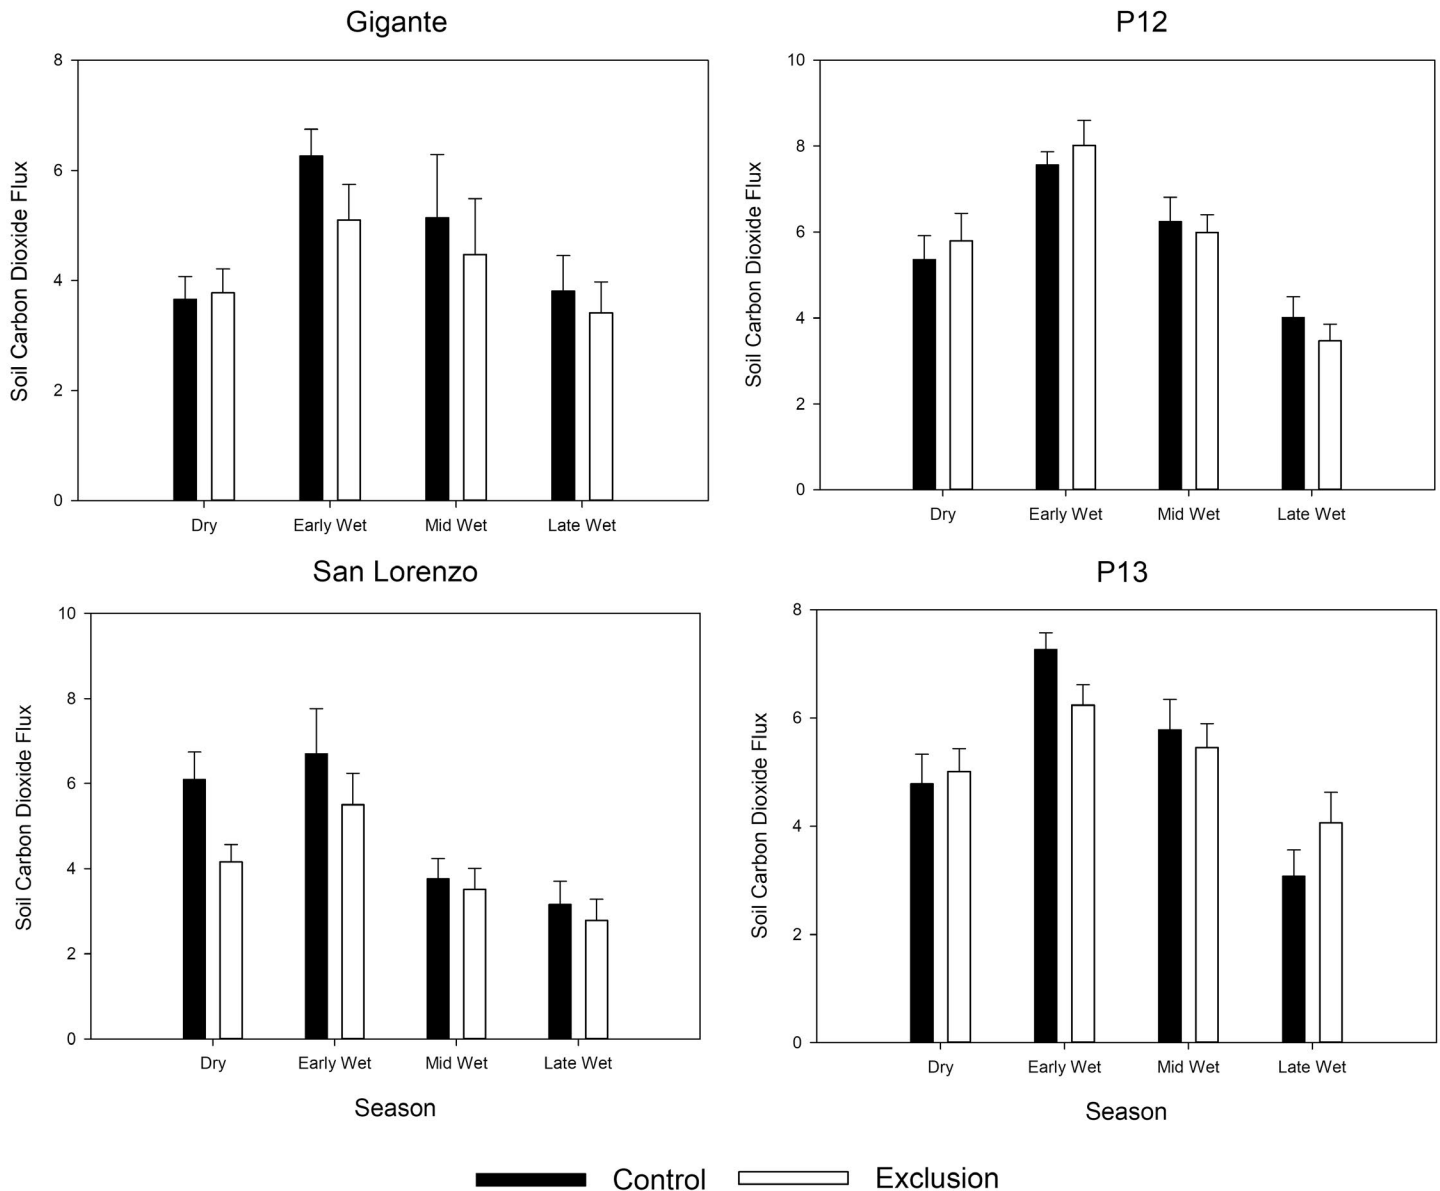 Gigante
8
6
4
2
0
Soil Carbon Dioxide Flux
Dry Early Wet Mid Wet Late Wet
P12
10
8
6
4
2
0
Soil Carbon Dioxide Flux
Dry Early Wet Mid Wet Late Wet
San Lorenzo
10
8
6
4
2
0
Soil Carbon Dioxide Flux
Dry Early Wet Mid Wet Late Wet
Season
P13
8
6
4
2
0
Soil Carbon Dioxide Flux
Dry Early Wet Mid Wet Late Wet
Season
Control Exclusion